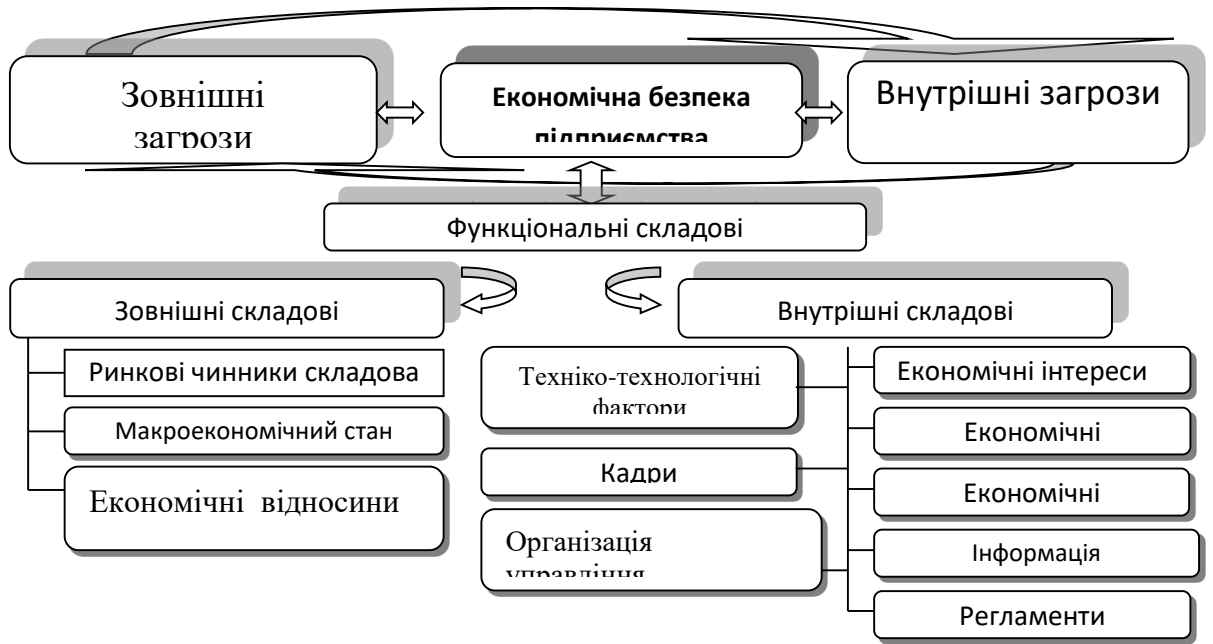 Зовнішні
загрози
Економічна безпека
підприємства
Внутрішні загрози
Функціональні складові
Зовнішні складові
Внутрішні складові
Ринкові чинники складова
Макроекономічний стан
Економічні відносини
Техніко-технологічні
фактори
Кадри
Організація
управління
Економічні інтереси
Економічні
Економічні
Інформація
Регламенти